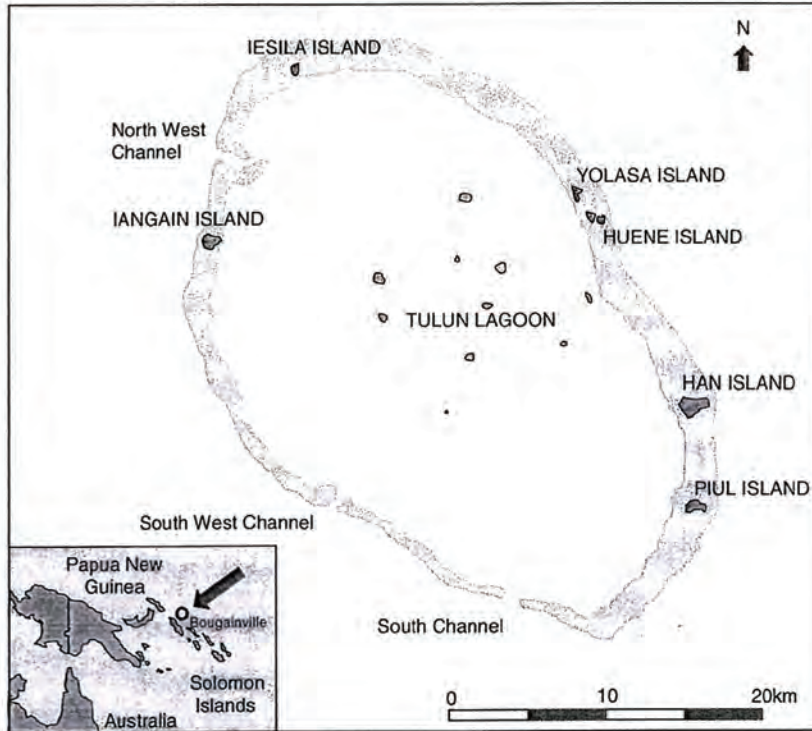 IESILA ISLAND
N
North West
Channel
YOLASA ISLAND
IANGAIN ISLAND
HUENE ISLAND
TULUN LAGOON
HAN ISLAND
PIUL ISLAND
South West Channel
South Channel
Papua New
Guinea
Bougainville
Solomon
Islands
Australia
0 10 20km